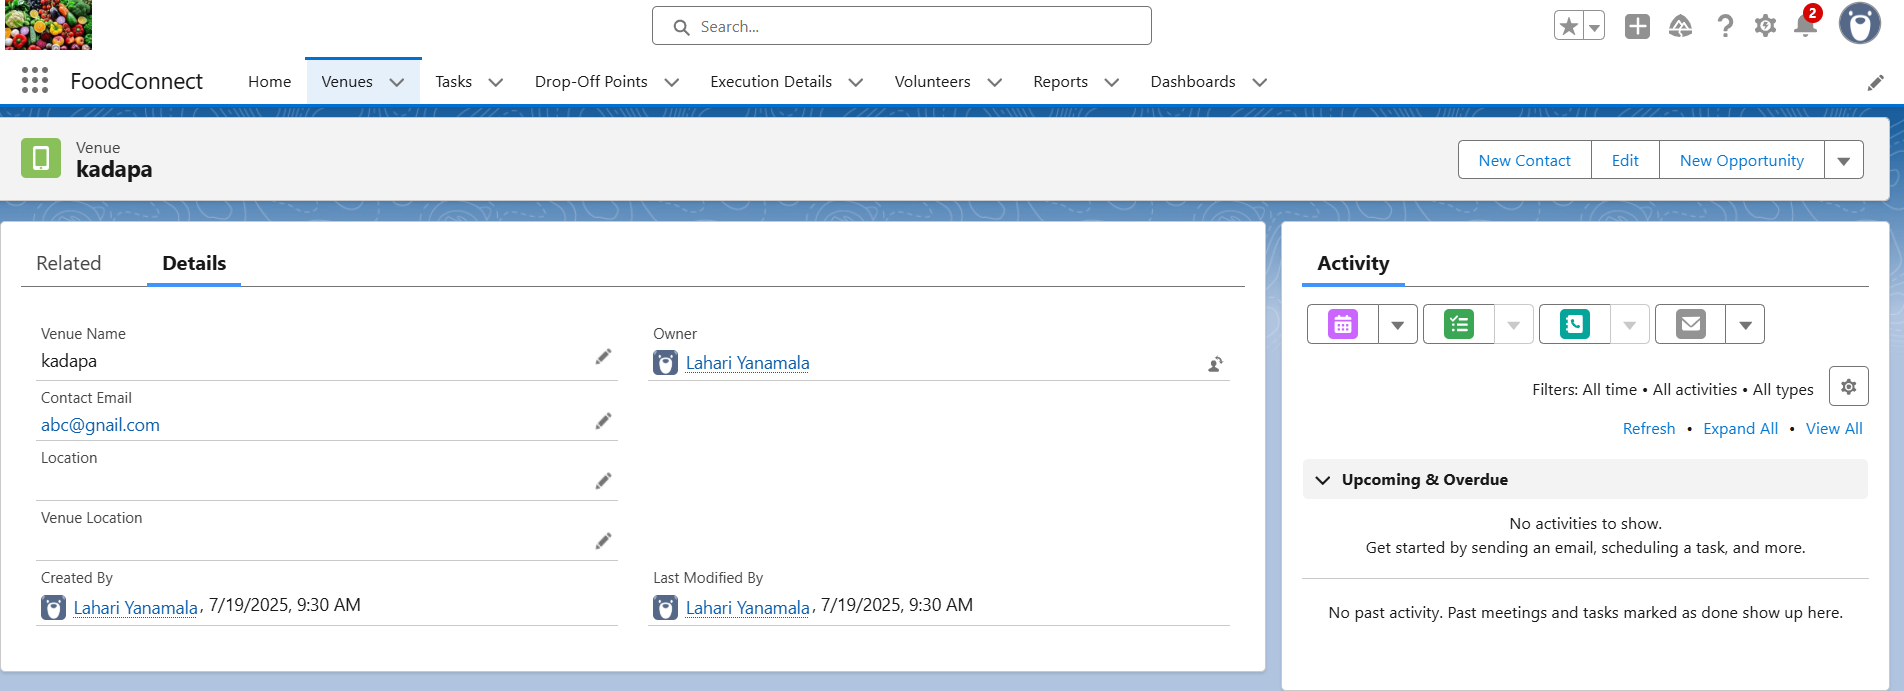 Search...
2
FoodConnect
Home
Venues
Tasks
Drop-Off Points
Execution Details
Volunteers
Reports
Dashboards
Venue
kadapa
New Contact
Edit
New Opportunity
Related
Details
Venue Name
kadapa
Owner
Lahari Yanamala
Contact Email
abc@gnail.com
Location
Venue Location
Created By
Lahari Yanamala, 7/19/2025, 9:30 AM
Last Modified By
Lahari Yanamala, 7/19/2025, 9:30 AM
Activity
Filters: All time • All activities • All types
Refresh • Expand All • View All
Upcoming & Overdue
No activities to show.
Get started by sending an email, scheduling a task, and more.
No past activity. Past meetings and tasks marked as done show up here.